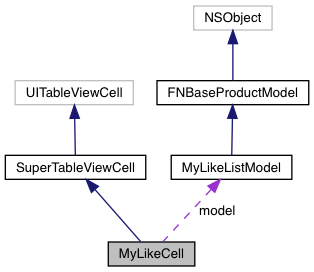 NSObject
UITableViewCell
FNBaseProductModel
SuperTableViewCell
MyLikeListModel
model
MyLikeCell